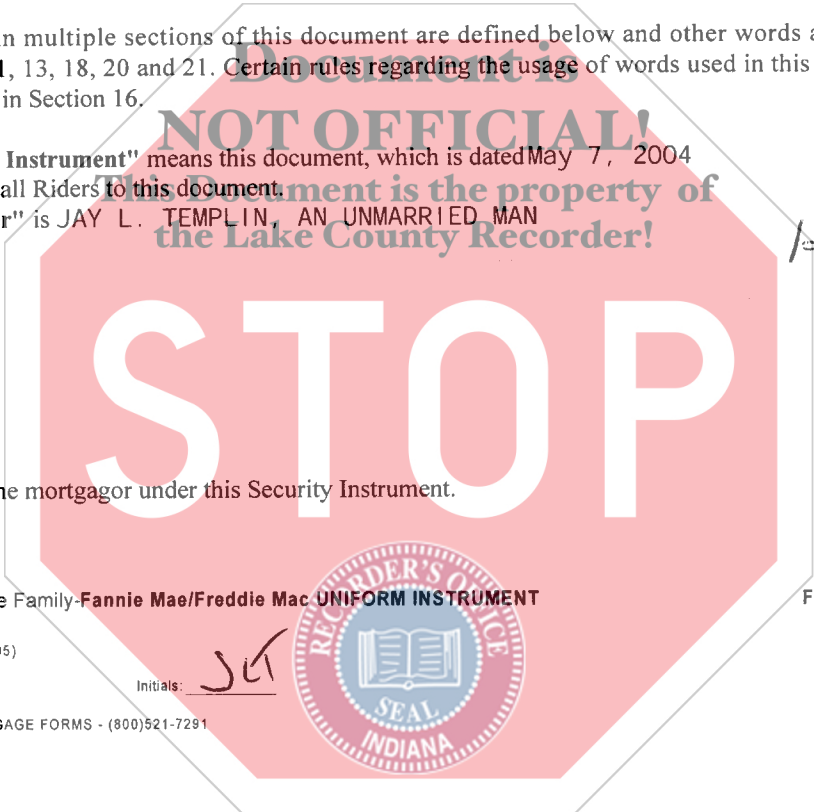 in multiple sections of this document are defined below and other words
, 13, 18, 20 and 21. Certain rules regarding the usage of words used in this
in Section 16.
Document is
NOT OFFICIAL!
This Document is the property of
the Lake County Recorder!
Instrument" means this document, which is dated May 7, 2004
all Riders to this document.
r" is JAY L. TEMPLIN, AN UNMARRIED MAN
STOP
he mortgagor under this Security Instrument.
e Family-Fannie Mae/Freddie Mac UNIFORM INSTRUMENT
F
05)
Initials: JLT
GAGE FORMS - (800)521-7291
RECORDER'S OFFICE
SEAL
INDIANA